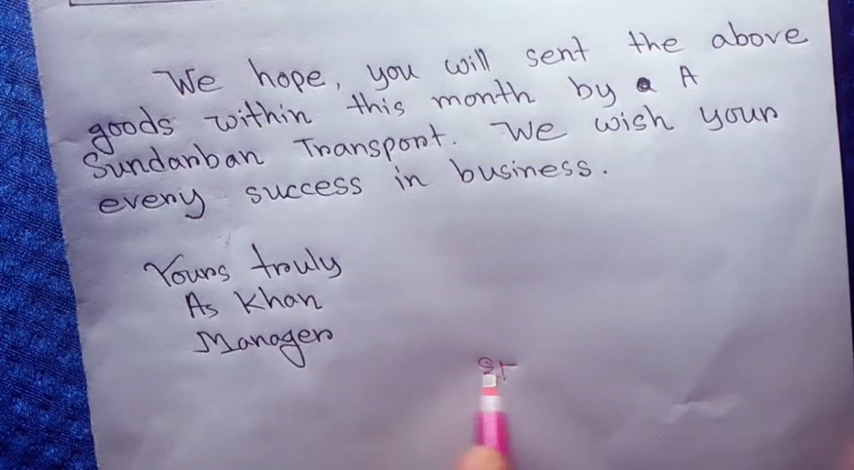 We hope, you will sent the above
goods within this month by a A
Sundarban Transport. We wish your
every success in business.
Yours truly
As Khan
Manager